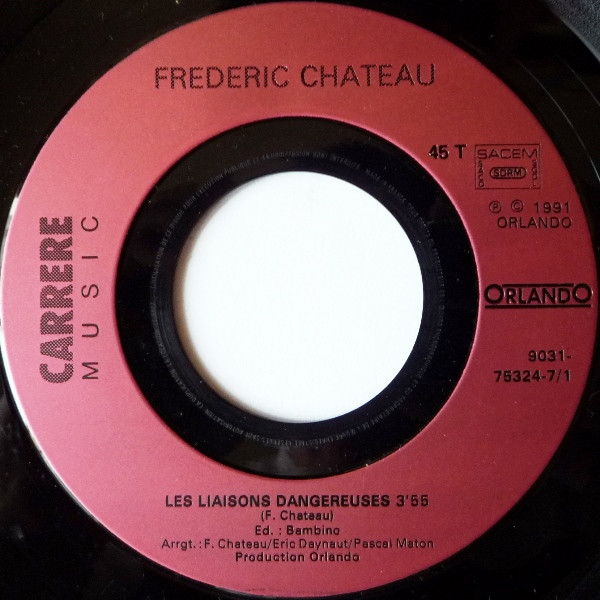 FREDERIC CHATEAU
45 T
SACEM
SDRM
℗ © 1991
ORLANDO
CARRERE
MUSIC
ORLANDO
9031-
75324-7/1
LES LIAISONS DANGEREUSES 3'55
(F. Chateau)
Ed. : Bambino
Arrgt. : F. Chateau/Eric Daynaut/Pascal Maton
Production Orlando